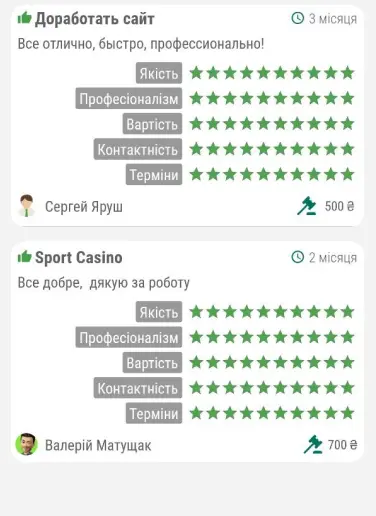 Доработать сайт 3 місяця
Все отлично, быстро, профессионально!
Якість
Професіоналізм
Вартість
Контактність
Терміни
Сергей Яруш 500 ₴
Sport Casino 2 місяця
Все добре, дякую за роботу
Якість
Професіоналізм
Вартість
Контактність
Терміни
Валерій Матущак 700 ₴